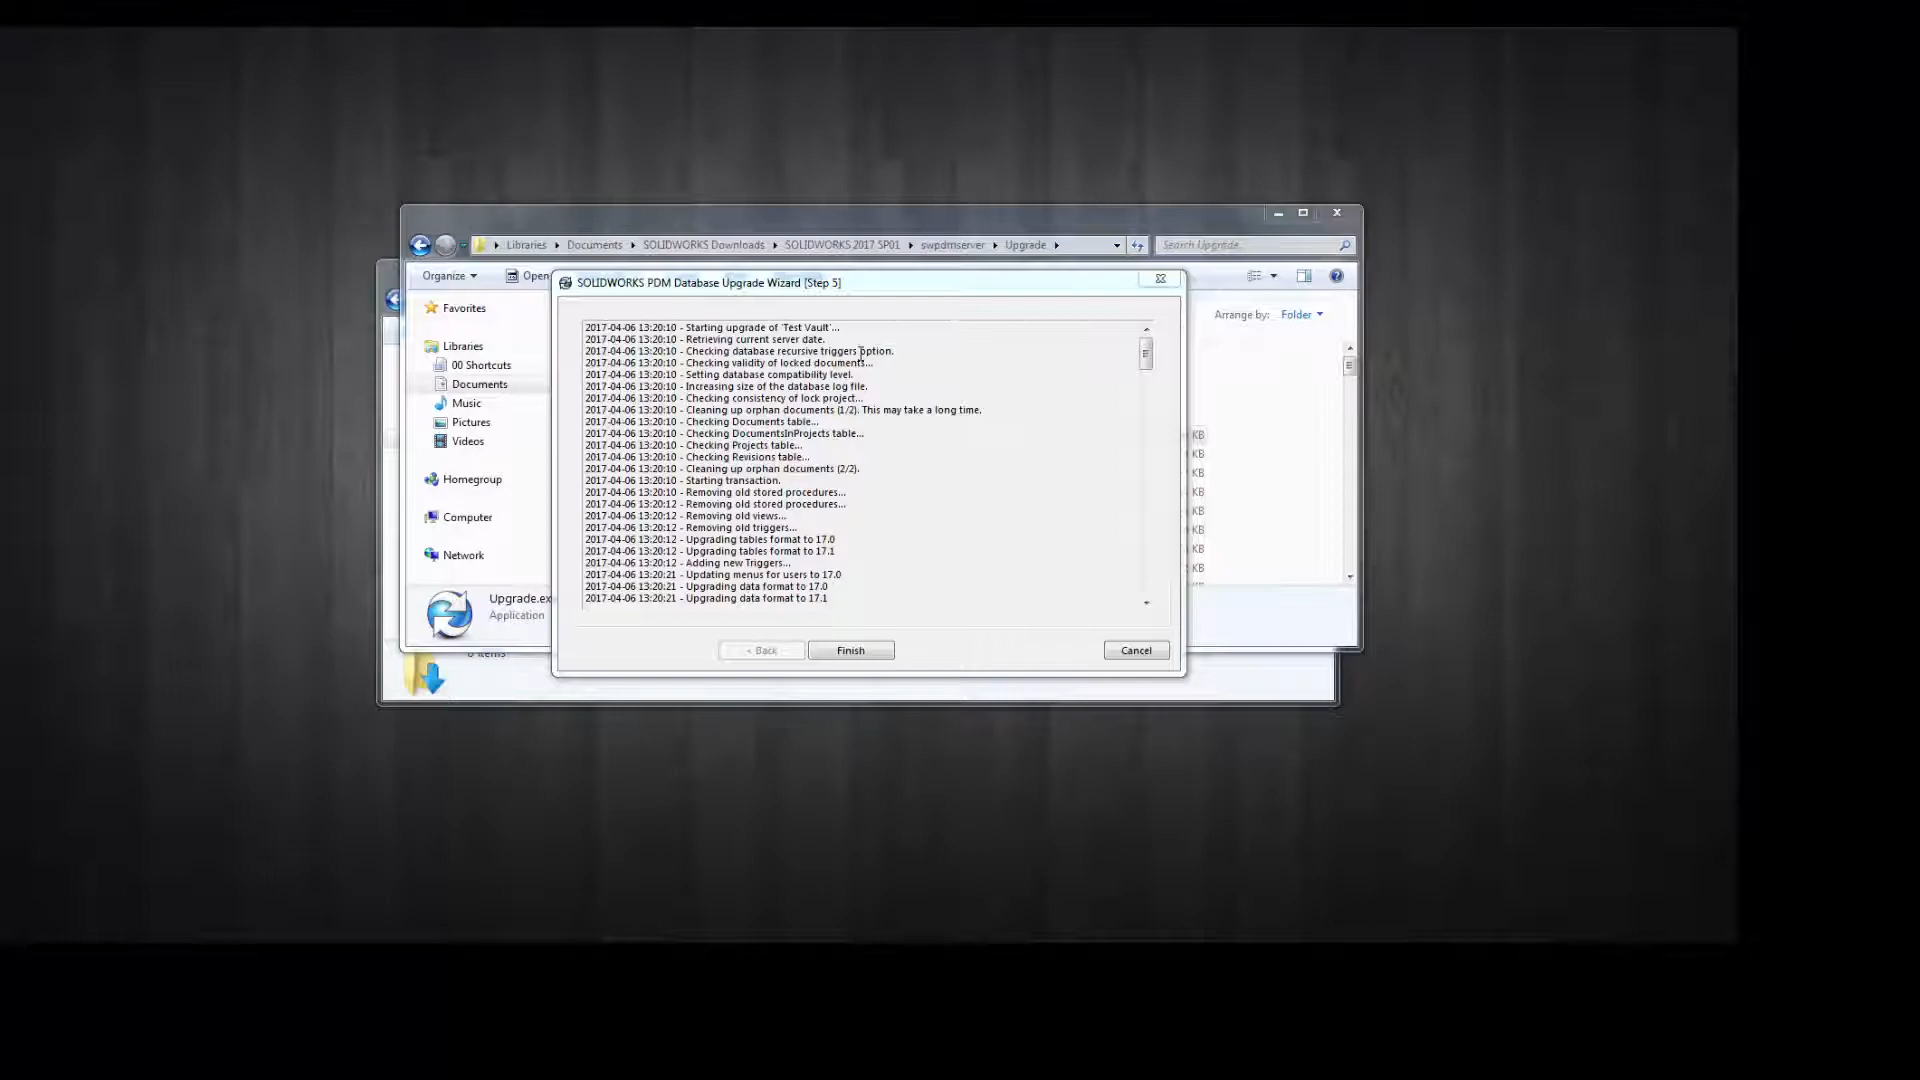 Libraries Documents SOLIDWORKS Downloads SOLIDWORKS 2017 SP01 swpdmserver Upgrade
Search Upgrade
Organize
Open
SOLIDWORKS PDM Database Upgrade Wizard [Step 5]
Arrange by: Folder
Favorites
Libraries
00 Shortcuts
Documents
Music
Pictures
Videos
Homegroup
Computer
Network
2017-04-06 13:20:10 - Starting upgrade of 'Test Vault'...
2017-04-06 13:20:10 - Retrieving current server date.
2017-04-06 13:20:10 - Checking database recursive triggers option.
2017-04-06 13:20:10 - Checking validity of locked documents...
2017-04-06 13:20:10 - Setting database compatibility level.
2017-04-06 13:20:10 - Increasing size of the database log file.
2017-04-06 13:20:10 - Checking consistency of lock project...
2017-04-06 13:20:10 - Cleaning up orphan documents (1/2). This may take a long time.
2017-04-06 13:20:10 - Checking Documents table...
2017-04-06 13:20:10 - Checking DocumentsInProjects table...
2017-04-06 13:20:10 - Checking Projects table...
2017-04-06 13:20:10 - Checking Revisions table...
2017-04-06 13:20:10 - Cleaning up orphan documents (2/2).
2017-04-06 13:20:10 - Starting transaction.
2017-04-06 13:20:10 - Removing old stored procedures...
2017-04-06 13:20:12 - Removing old stored procedures...
2017-04-06 13:20:12 - Removing old views...
2017-04-06 13:20:12 - Removing old triggers...
2017-04-06 13:20:12 - Upgrading tables format to 17.0
2017-04-06 13:20:12 - Upgrading tables format to 17.1
2017-04-06 13:20:12 - Adding new Triggers...
2017-04-06 13:20:21 - Updating menus for users to 17.0
2017-04-06 13:20:21 - Upgrading data format to 17.0
2017-04-06 13:20:21 - Upgrading data format to 17.1
KB
KB
KB
KB
KB
KB
KB
KB
Upgrade.ex
Application
< Back
Finish
Cancel
items